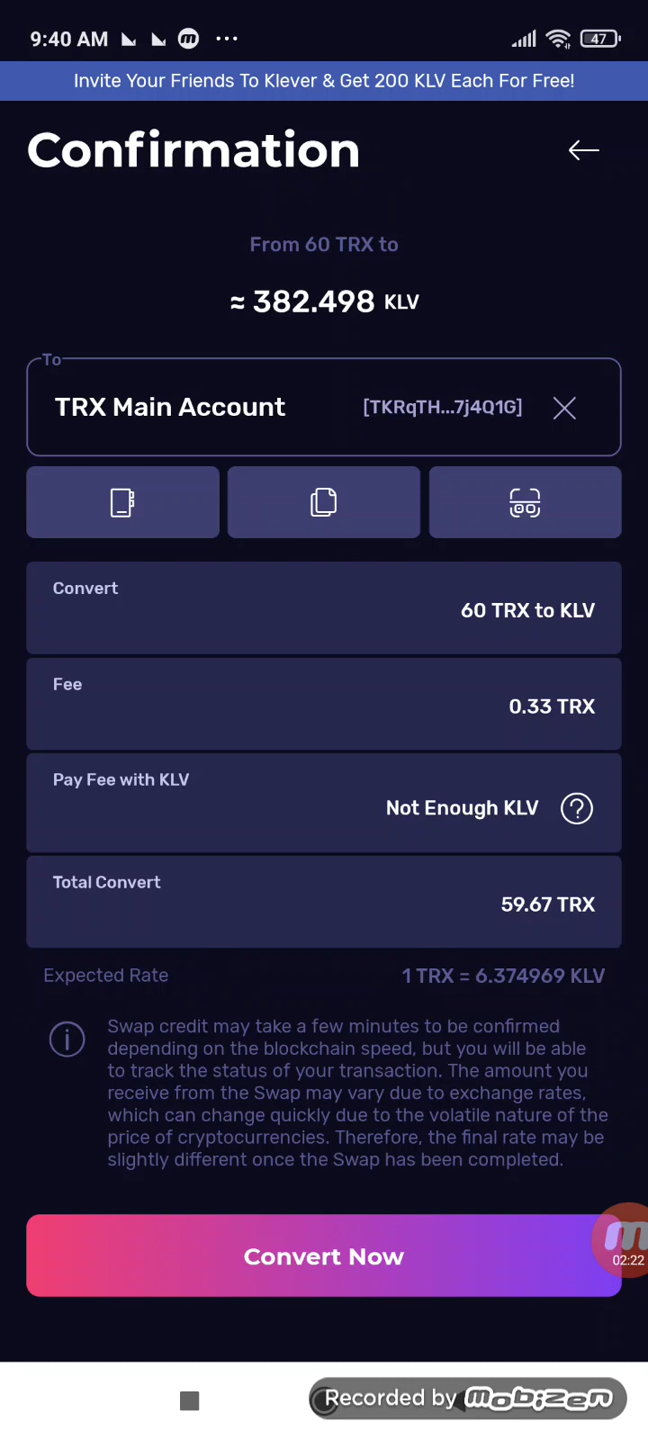 9:40 AM
47
Invite Your Friends To Klever & Get 200 KLV Each For Free!
Confirmation
From 60 TRX to
≈ 382.498 KLV
To
TRX Main Account [TKRqTH...7j4Q1G]
Convert
60 TRX to KLV
Fee
0.33 TRX
Pay Fee with KLV
Not Enough KLV
Total Convert
59.67 TRX
Expected Rate 1 TRX = 6.374969 KLV
Swap credit may take a few minutes to be confirmed
depending on the blockchain speed, but you will be able
to track the status of your transaction. The amount you
receive from the Swap may vary due to exchange rates,
which can change quickly due to the volatile nature of the
price of cryptocurrencies. Therefore, the final rate may be
slightly different once the Swap has been completed.
Convert Now
02:22
Recorded by mobizen